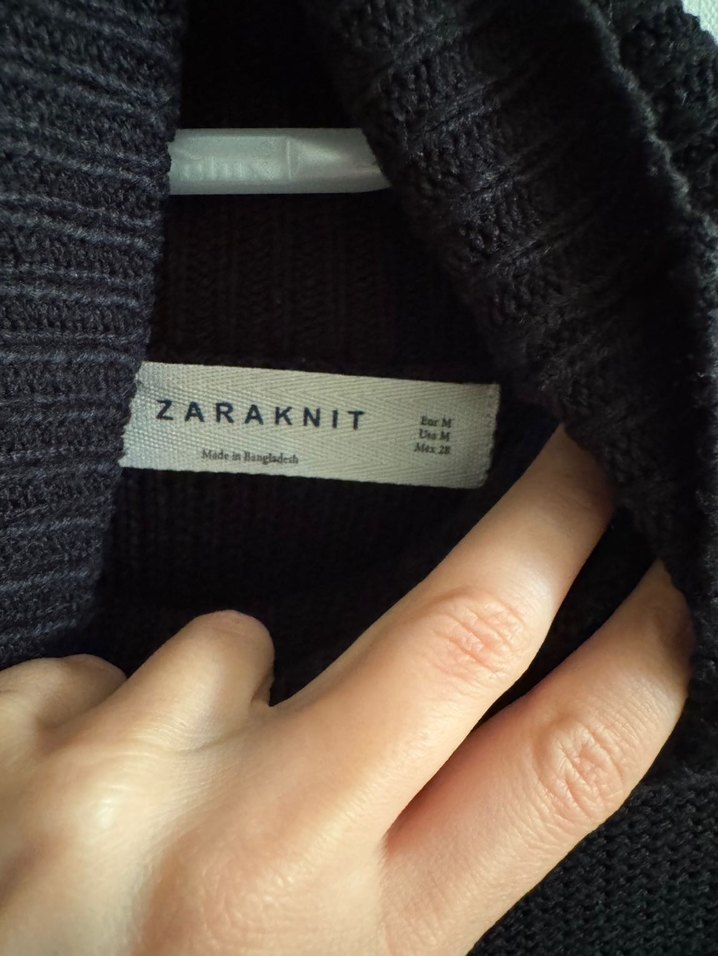 ZARAKNIT
Made in Bangladesh
Eur M
Usa M
Mex 28